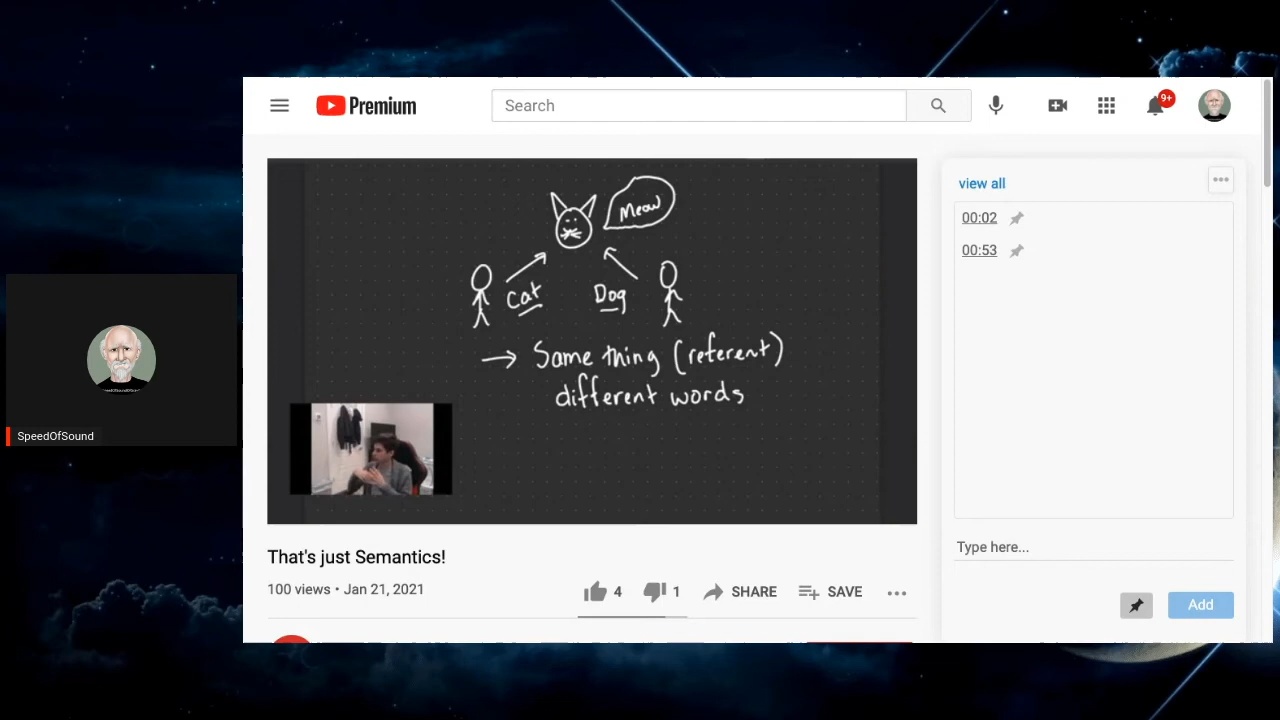 Premium
Search
9+
view all
00:02
00:53
Meow
Cat
Dog
→ Same thing (referent)
different words
SpeedOfSound
That's just Semantics!
100 views • Jan 21, 2021
4
1
SHARE
SAVE
Type here...
Add